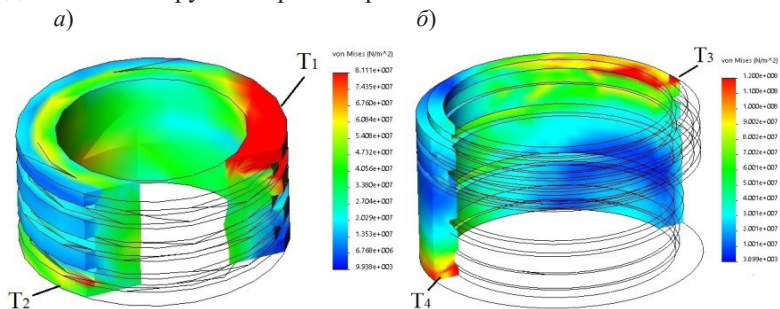 а)
б)
T1
T3
von Mises (N/m^2)
8.111e+007
7.435e+007
6.760e+007
6.084e+007
5.408e+007
4.732e+007
4.056e+007
3.380e+007
2.704e+007
2.029e+007
1.353e+007
6.768e+006
9.938e+003
von Mises (N/m^2)
1.200e+008
1.100e+008
1.000e+008
9.002e+007
8.002e+007
7.002e+007
6.002e+007
5.001e+007
4.001e+007
3.001e+007
2.001e+007
1.001e+007
3.899e+003
T2
T4